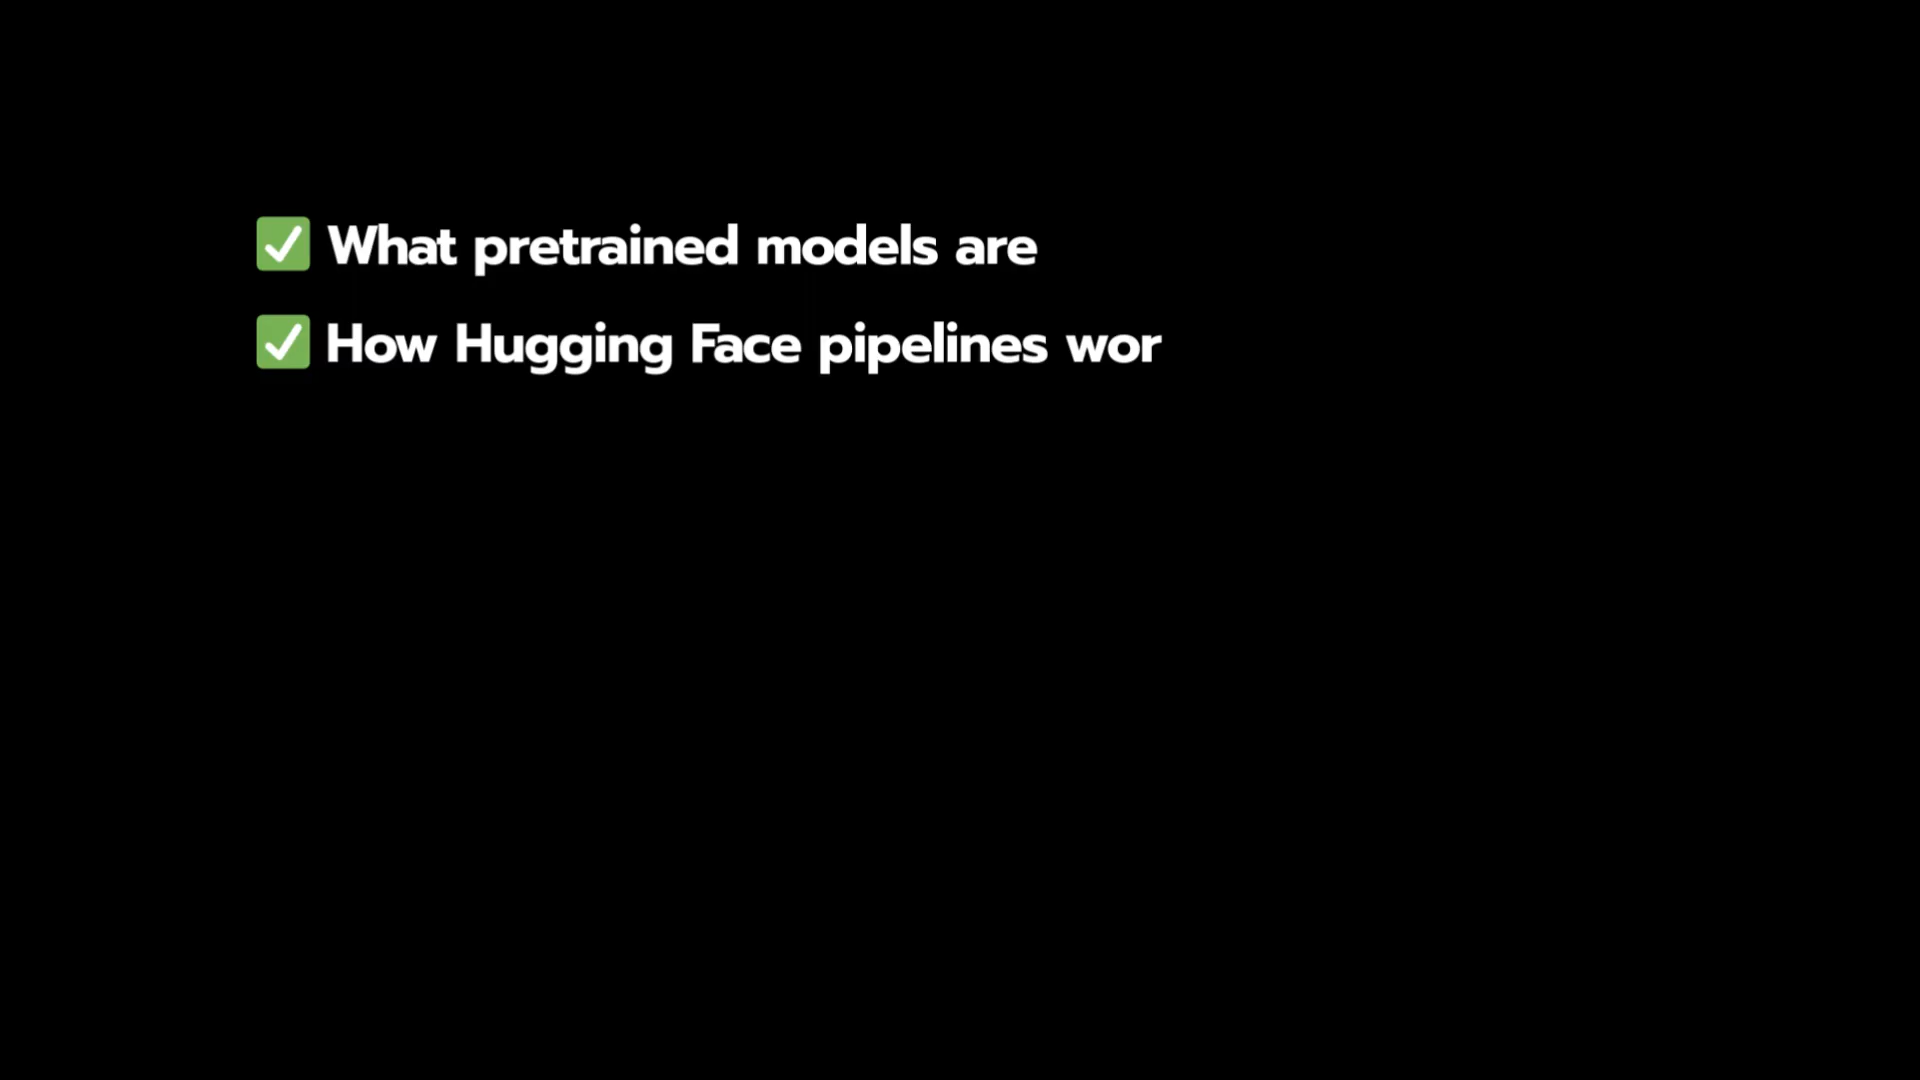 ✅ What pretrained models are
✅ How Hugging Face pipelines wor